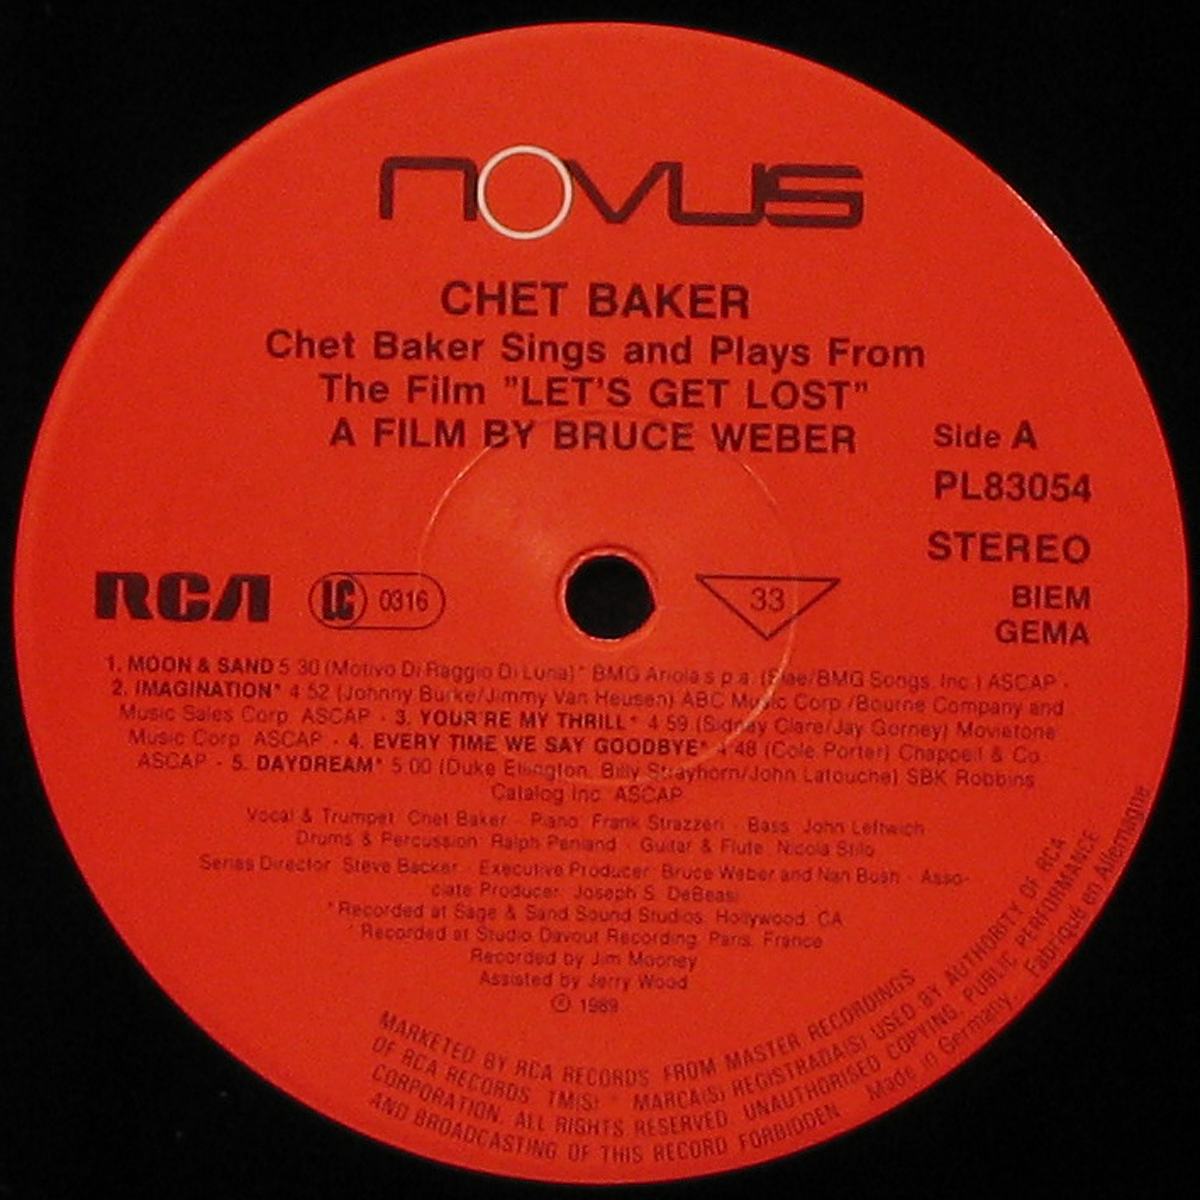 novus
CHET BAKER
Chet Baker Sings and Plays From
The Film "LET'S GET LOST"
A FILM BY BRUCE WEBER
Side A
PL83054
STEREO
BIEM
GEMA
RCA
LC 0316
33
1. MOON & SAND 5 30 (Motivo Di Raggio Di Luna)* BMG Ariola s p a. (Siae/BMG Songs, Inc.) ASCAP -
2. IMAGINATION* 4 52 (Johnny Burke/Jimmy Van Heusen) ABC Music Corp./Bourne Company and
Music Sales Corp. ASCAP - 3. YOUR'RE MY THRILL* 4 59 (Sidney Clare/Jay Gorney) Movietone
Music Corp. ASCAP - 4. EVERY TIME WE SAY GOODBYE* 4 48 (Cole Porter) Chappell & Co.
ASCAP - 5. DAYDREAM* 5 00 (Duke Ellington, Billy Strayhorn/John Latouche) SBK Robbins
Catalog Inc. ASCAP
Vocal & Trumpet: Chet Baker - Piano: Frank Strazzeri - Bass: John Leftwich
Drums & Percussion: Ralph Penland - Guitar & Flute: Nicola Stilo
Series Director: Steve Backer - Executive Producer: Bruce Weber and Nan Bush - Asso-
ciate Producer: Joseph S. DeBeasi
*Recorded at Sage & Sand Sound Studios, Hollywood, CA
Recorded at Studio Davout Recording, Paris, France
Recorded by Jim Mooney
Assisted by Jerry Wood
Ⓟ 1989
MARKETED BY RCA RECORDS FROM MASTER RECORDINGS
OF RCA RECORDS. TM(S) * MARCA(S) REGISTRADA(S) USED BY AUTHORITY OF RCA
CORPORATION. ALL RIGHTS RESERVED. UNAUTHORISED COPYING, PUBLIC PERFORMANCE
AND BROADCASTING OF THIS RECORD FORBIDDEN. Made in Germany. Fabriqué en Allemagne